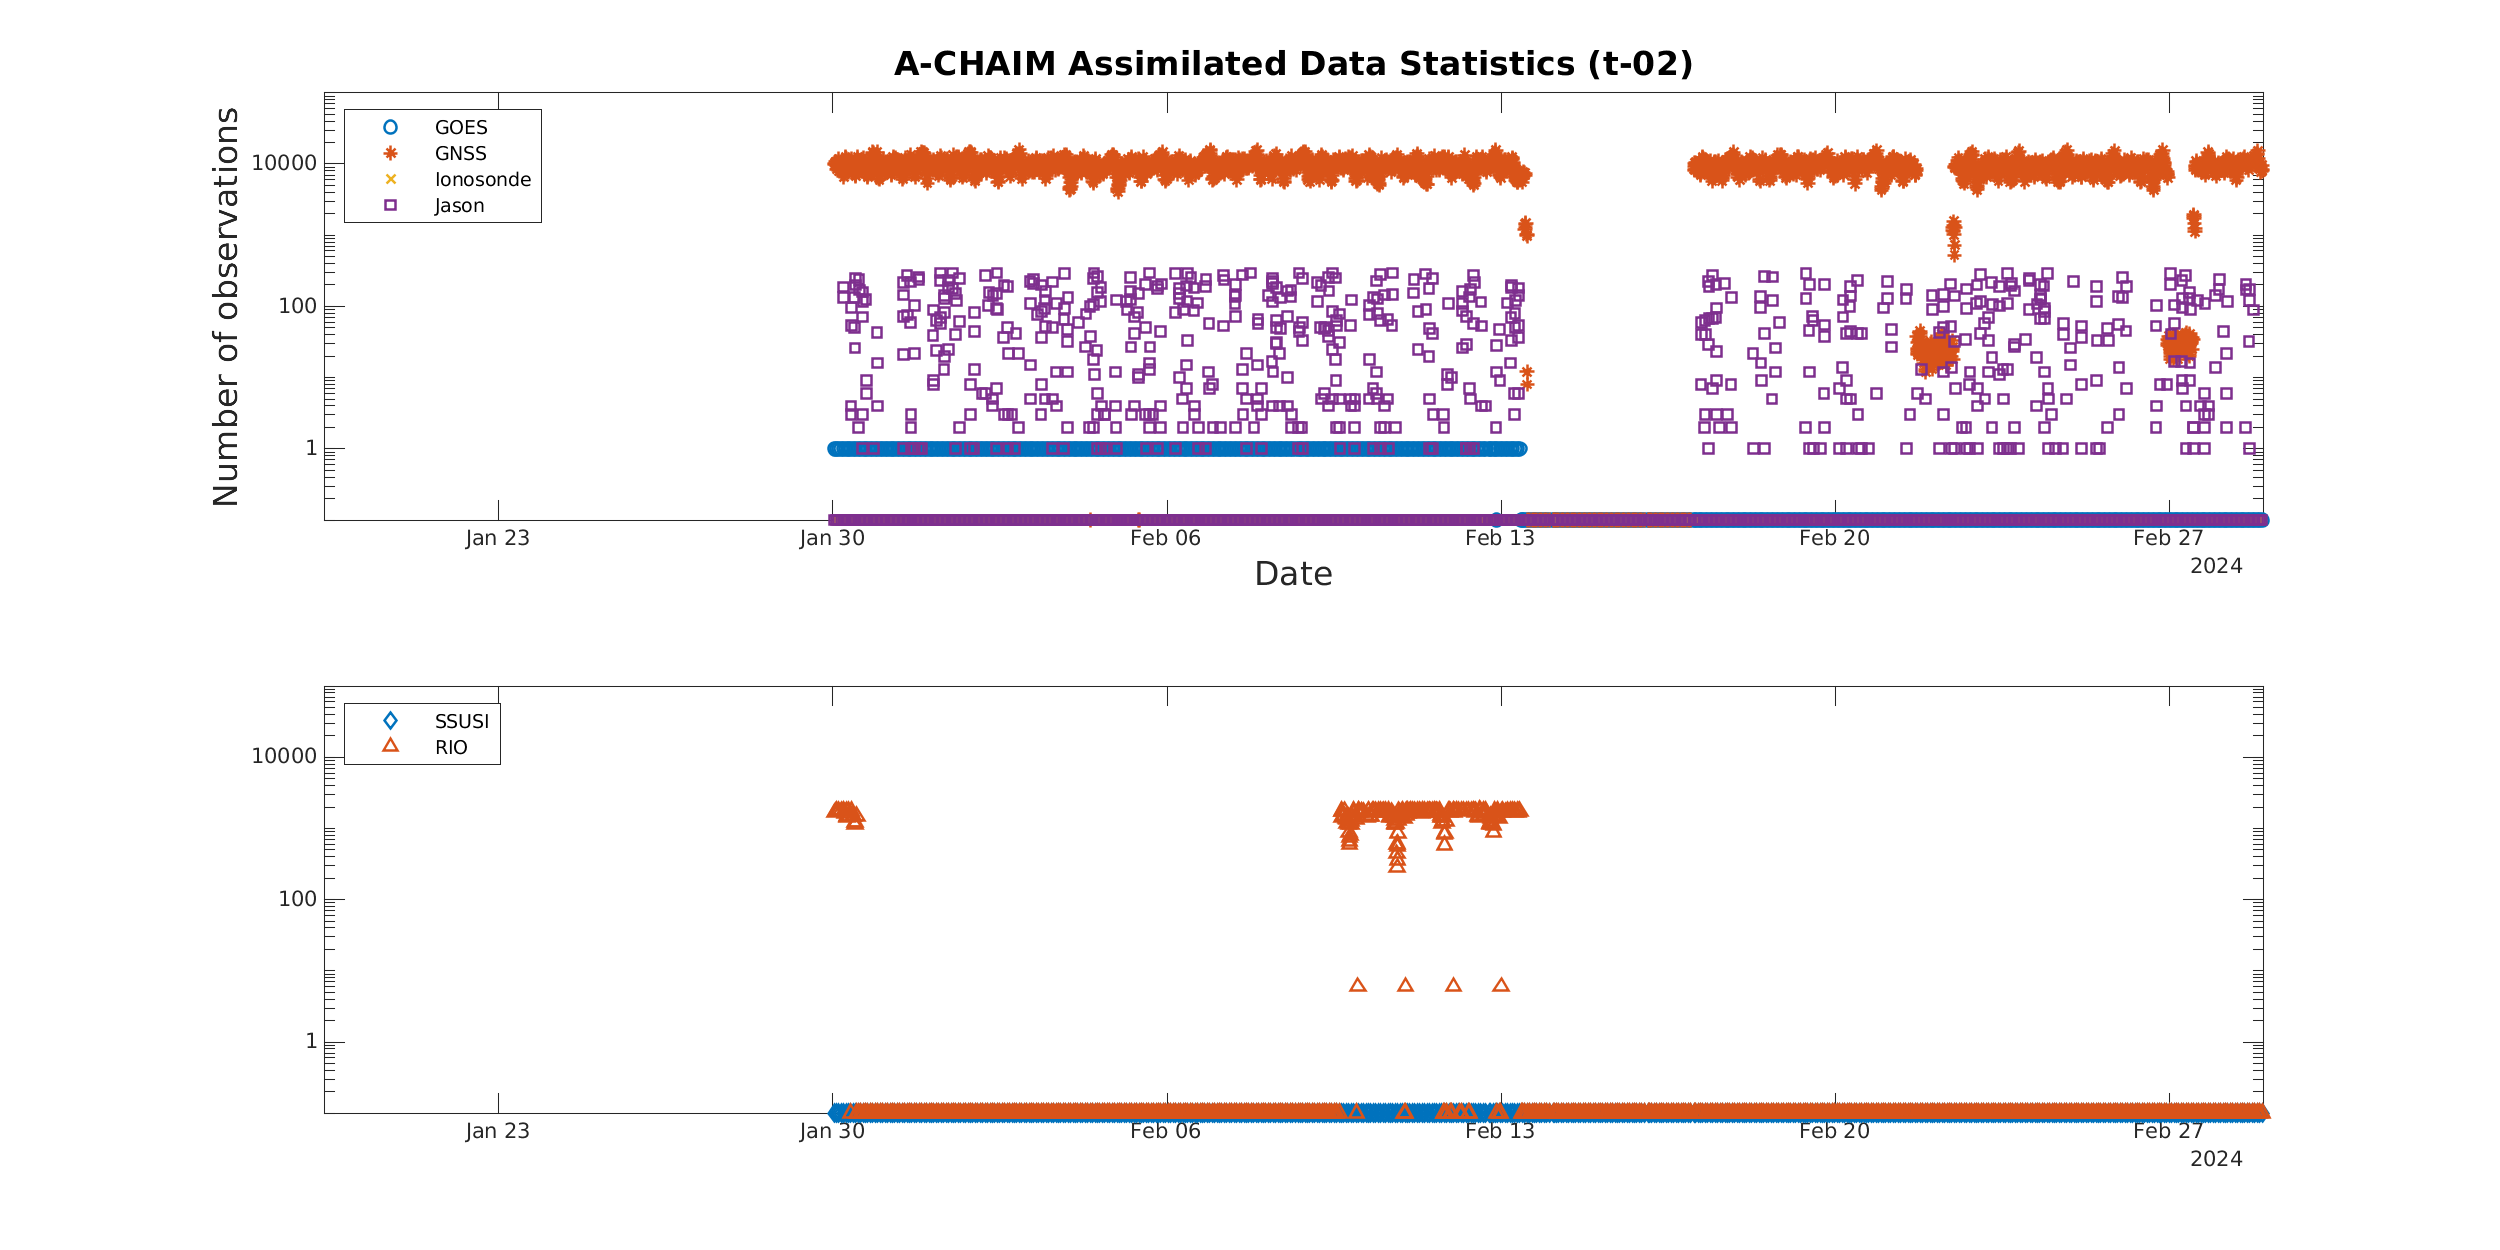 A-CHAIM Assimilated Data Statistics (t-02)
Number of observations
10000
100
1
GOES
GNSS
Ionosonde
Jason
Jan 23
Jan 30
Feb 06
Feb 13
Feb 20
Feb 27
2024
Date
10000
100
1
SSUSI
RIO
Jan 23
Jan 30
Feb 06
Feb 13
Feb 20
Feb 27
2024